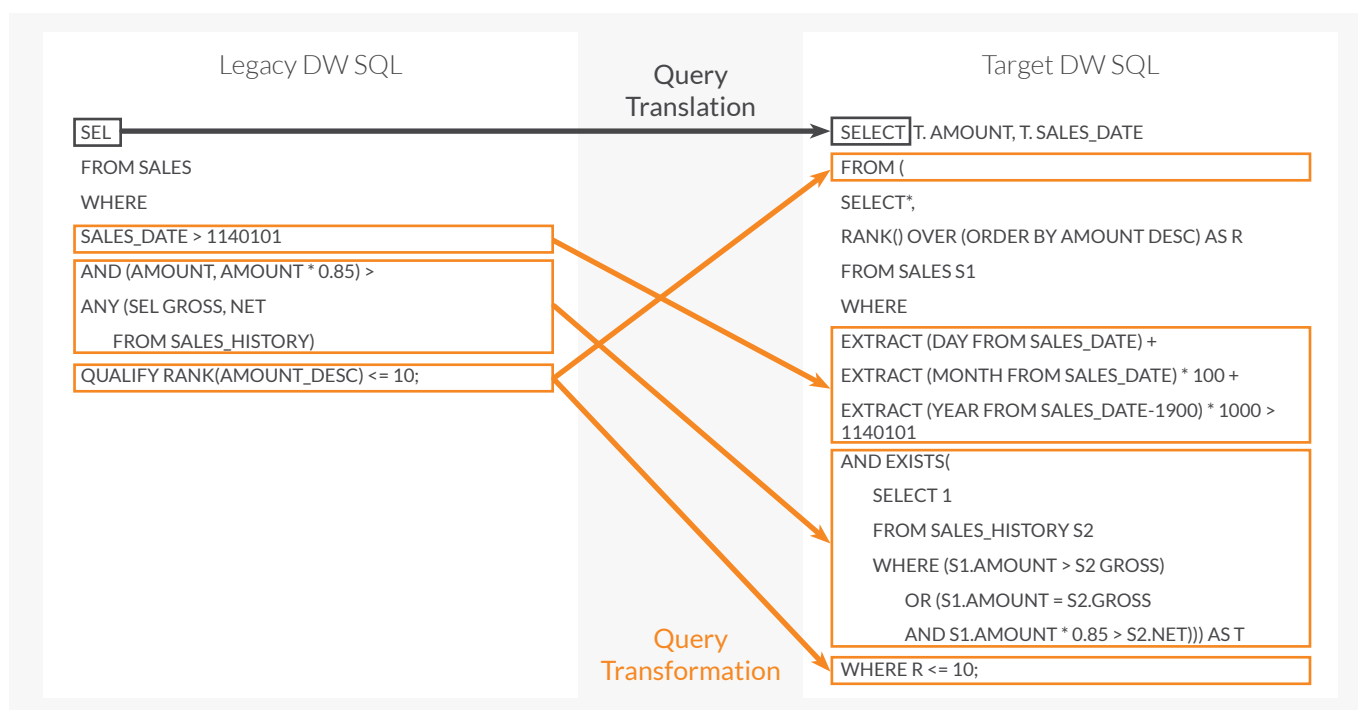 Legacy DW SQL
SEL
FROM SALES
WHERE
SALES_DATE > 1140101
AND (AMOUNT, AMOUNT * 0.85) >
ANY (SEL GROSS, NET
FROM SALES_HISTORY)
QUALIFY RANK(AMOUNT_DESC) <= 10;
Query
Translation
Query
Transformation
Target DW SQL
SELECT T. AMOUNT, T. SALES_DATE
FROM (
SELECT*,
RANK() OVER (ORDER BY AMOUNT DESC) AS R
FROM SALES S1
WHERE
EXTRACT (DAY FROM SALES_DATE) +
EXTRACT (MONTH FROM SALES_DATE) * 100 +
EXTRACT (YEAR FROM SALES_DATE-1900) * 1000 >
1140101
AND EXISTS(
SELECT 1
FROM SALES_HISTORY S2
WHERE (S1.AMOUNT > S2 GROSS)
OR (S1.AMOUNT = S2.GROSS
AND S1.AMOUNT * 0.85 > S2.NET))) AS T
WHERE R <= 10;